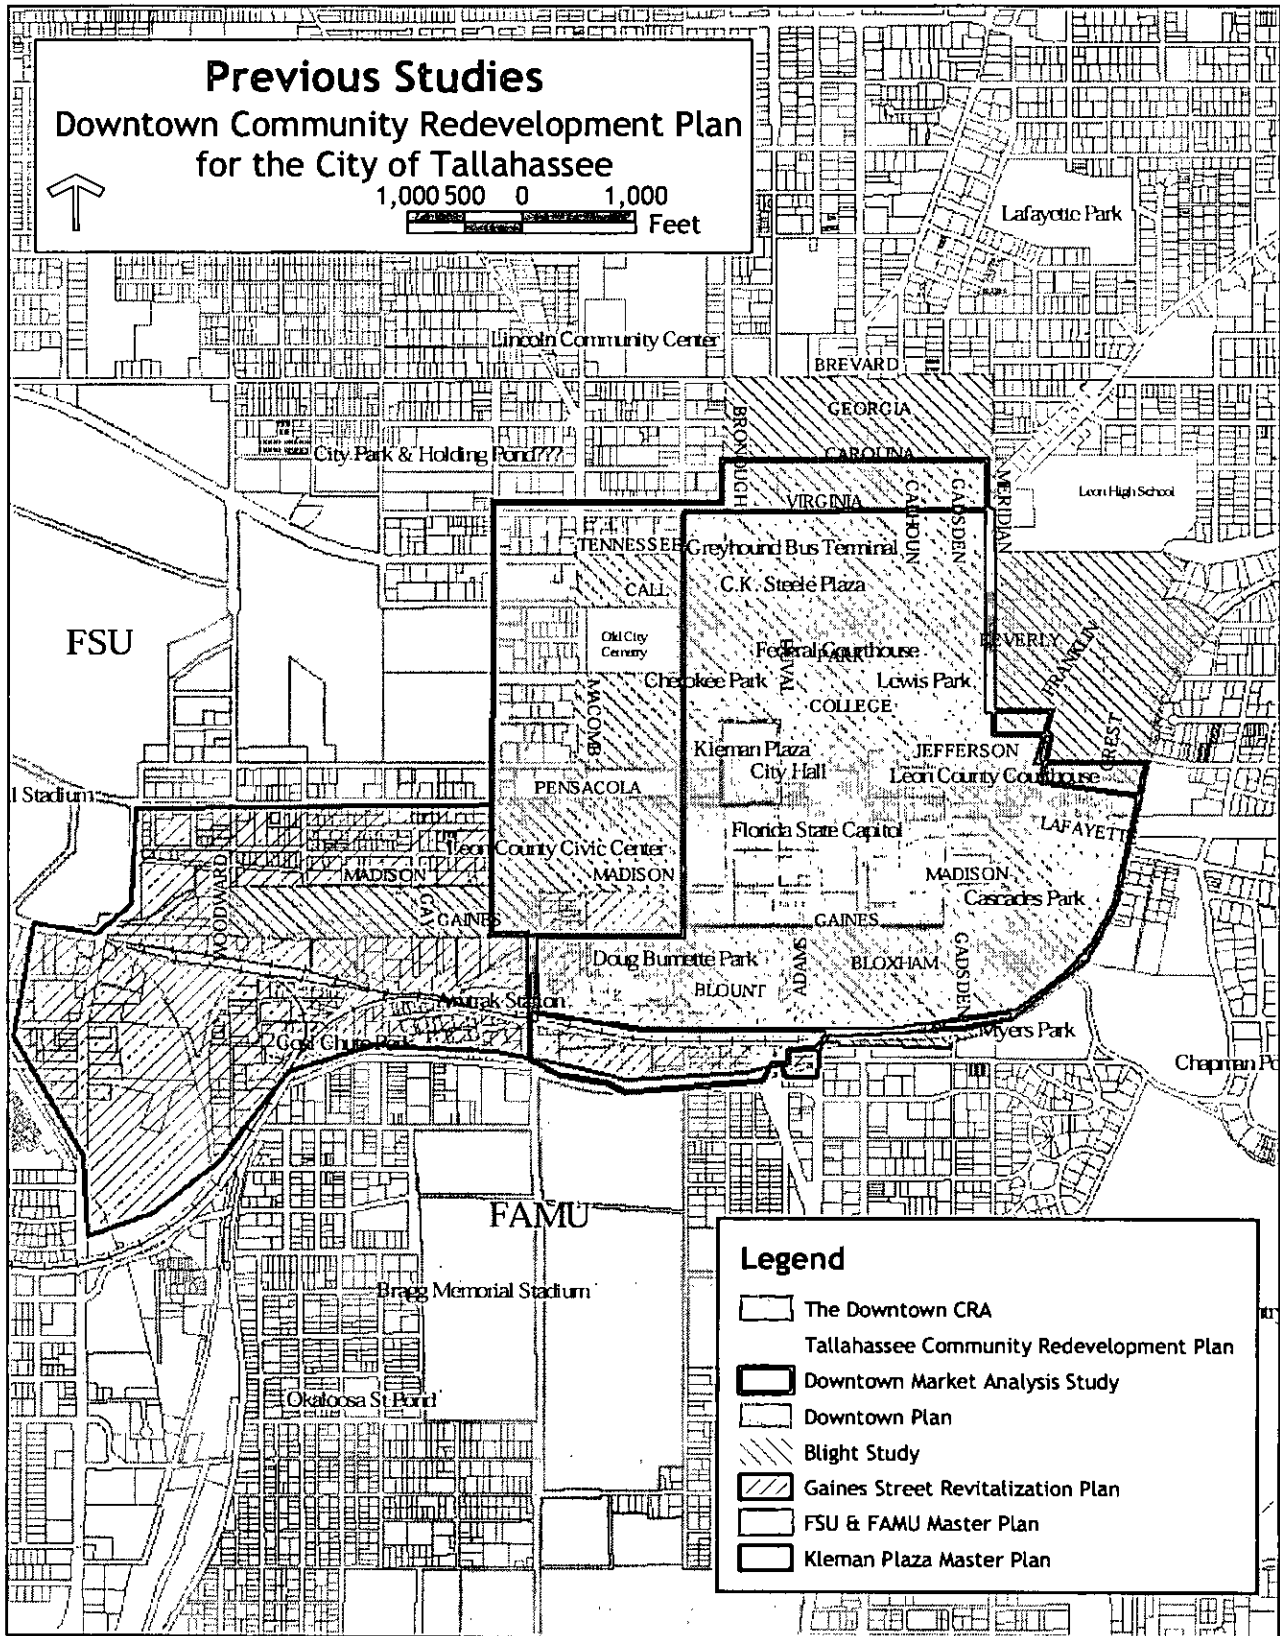 Previous Studies
Downtown Community Redevelopment Plan
for the City of Tallahassee
1,000 500 0 1,000
Feet
Lafayette Park
Lincoln Community Center
BREVARD
GEORGIA
BRONOUGH
City Park & Holding Pond???
CAROLINA
MERIDIAN
Leon High School
VIRGINIA
CALHOUN
GADSDEN
TENNESSEE
Greyhound Bus Terminal
CALL
C.K. Steele Plaza
FSU
Old City
Cemetry
Federal Courthouse
PARK
DUVAL
BEVERLY
FRANKLIN
Cherokee Park
Lewis Park
MACOMB
COLLEGE
CREST
Kleman Plaza
City Hall
JEFFERSON
Leon County Courthouse
PENSACOLA
l Stadium
Florida State Capitol
LAFAYETT
Leon County Civic Center
WOODWARD
MADISON
MADISON
MADISON
Cascades Park
GAY
GAINES
GAINES
Doug Burnette Park
ADAMS
BLOXHAM
GADSDEN
BLOUNT
Amtrak Station
Myers Park
Chapman Po
FAMU
Bragg Memorial Stadium
Okaloosa St Pond
Legend
The Downtown CRA
Tallahassee Community Redevelopment Plan
Downtown Market Analysis Study
Downtown Plan
Blight Study
Gaines Street Revitalization Plan
FSU & FAMU Master Plan
Kleman Plaza Master Plan